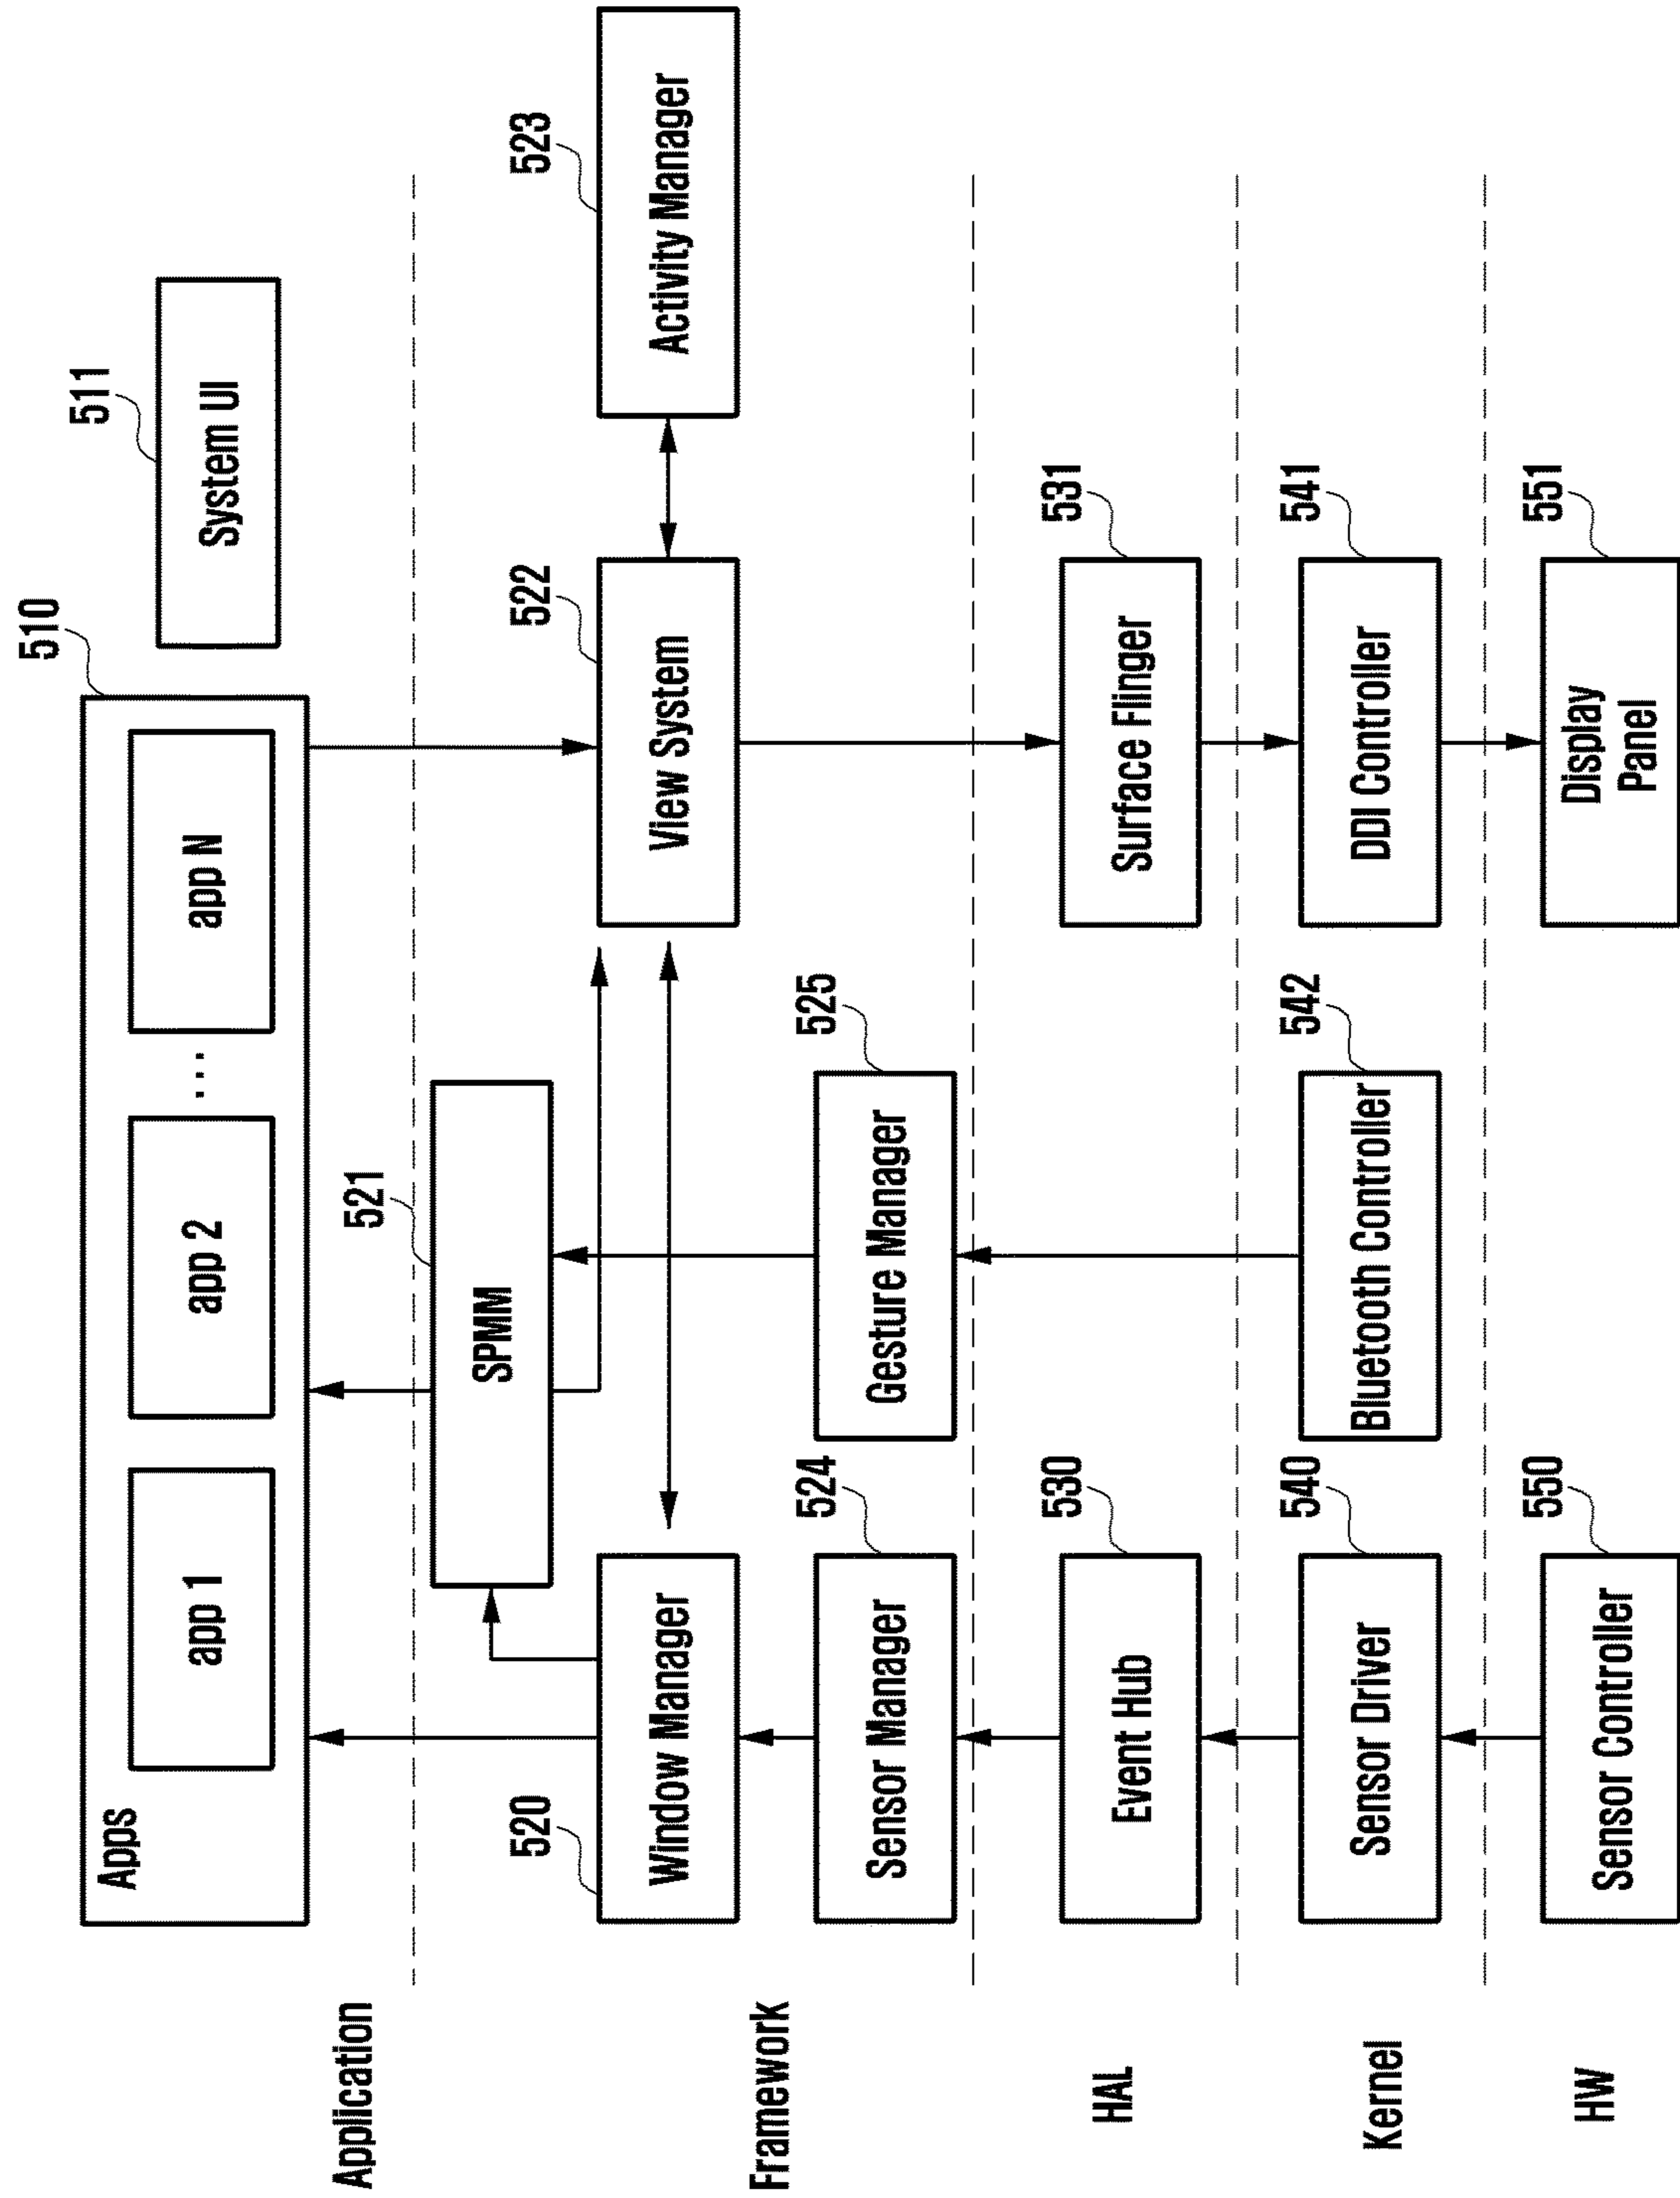 510
511
Apps
app 1
app 2
...
app N
System UI
Application
521
SPMM
520
522
523
Window Manager
View System
Activity Manager
Framework
524
525
Sensor Manager
Gesture Manager
530
531
HAL
Event Hub
Surface Flinger
540
542
541
Kernel
Sensor Driver
Bluetooth Controller
DDI Controller
550
551
HW
Sensor Controller
Display
Panel